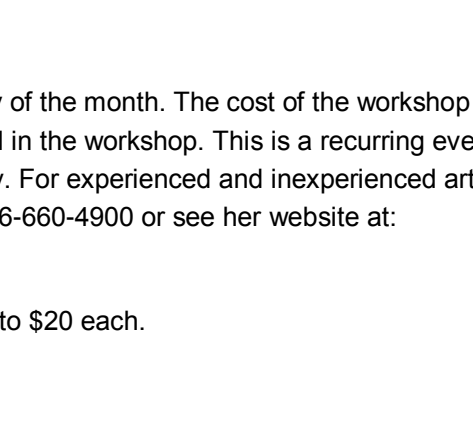 of the month. The cost of the workshop
in the workshop. This is a recurring eve
For experienced and inexperienced art
6-660-4900 or see her website at:
to $20 each.